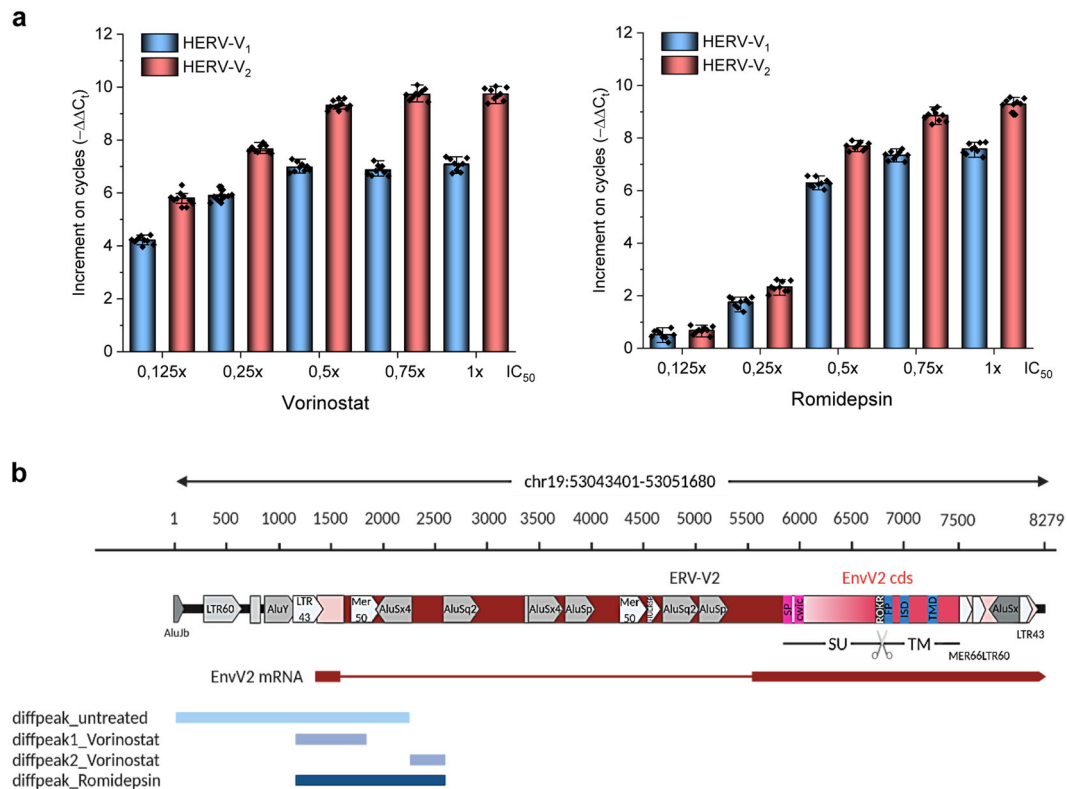 a
HERV-V₁
HERV-V₂
Increment on cycles (−ΔΔCₜ)
12
10
8
6
4
2
0
0,125x 0,25x 0,5x 0,75x 1x IC₅₀
Vorinostat
HERV-V₁
HERV-V₂
Increment on cycles (−ΔΔCₜ)
12
10
8
6
4
2
0
0,125x 0,25x 0,5x 0,75x 1x IC₅₀
Romidepsin
b
chr19:53043401-53051680
1 500 1000 1500 2000 2500 3000 3500 4000 4500 5000 5500 6000 6500 7000 7500 8279
ERV-V2 EnvV2 cds
AluJb LTR60 AluY LTR 43 Mer 50 AluSx4 AluSq2 AluSx4 AluSp Mer 50 AluSq2 AluSp SP cwic RQKR FP ISD TMD AluSx LTR43
SU TM
MER66 LTR60
EnvV2 mRNA
diffpeak_untreated
diffpeak1_Vorinostat
diffpeak2_Vorinostat
diffpeak_Romidepsin